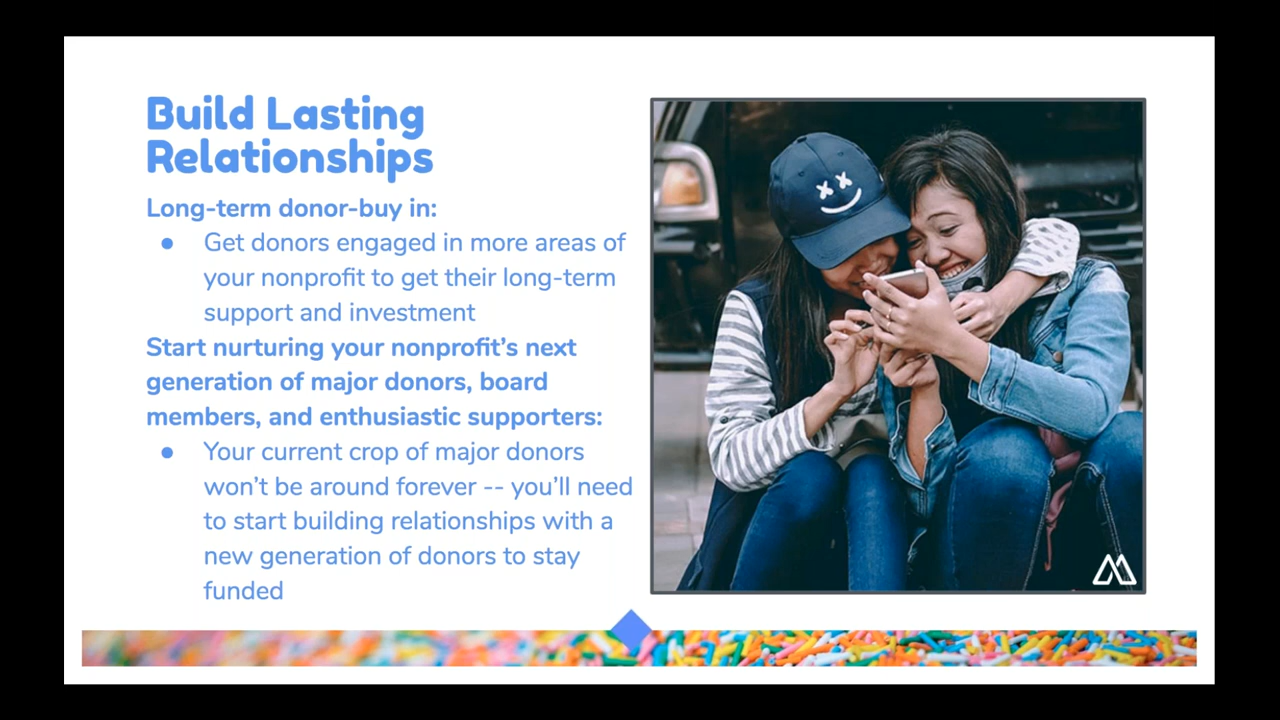 Build Lasting
Relationships
Long-term donor-buy in:
● Get donors engaged in more areas of
your nonprofit to get their long-term
support and investment
Start nurturing your nonprofit’s next
generation of major donors, board
members, and enthusiastic supporters:
● Your current crop of major donors
won’t be around forever -- you’ll need
to start building relationships with a
new generation of donors to stay
funded